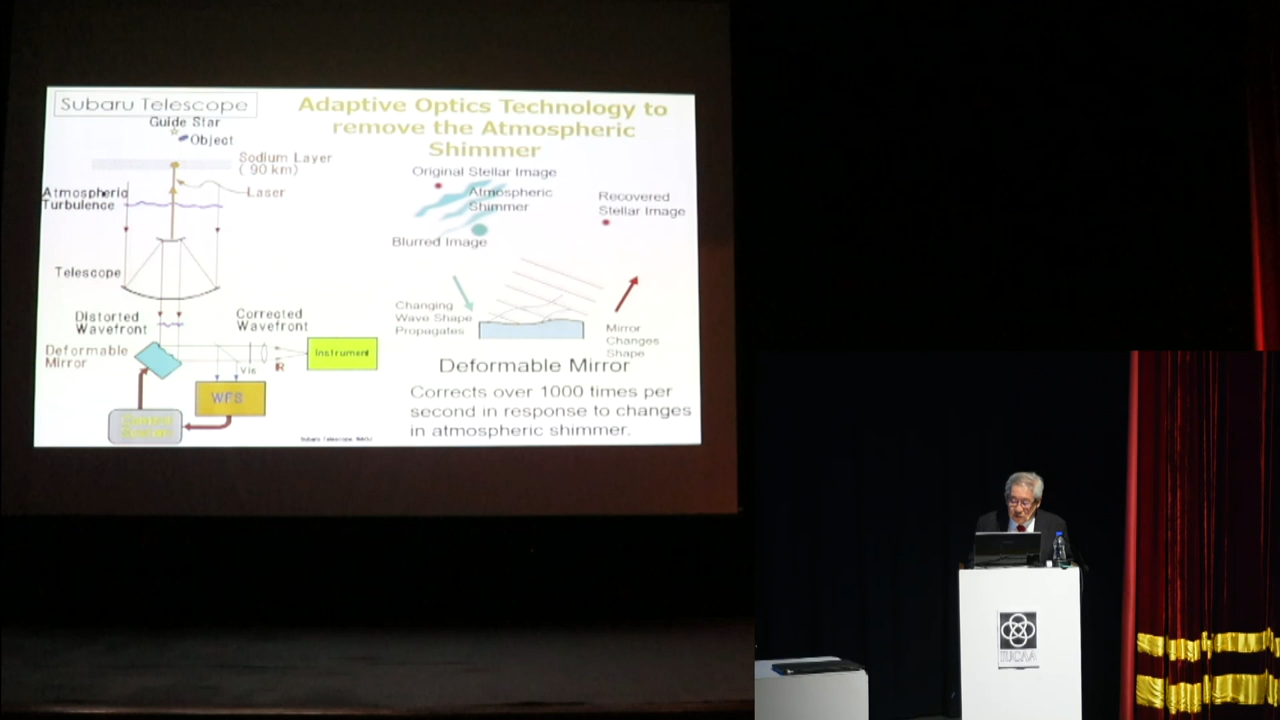 Subaru Telescope
Adaptive Optics Technology to
remove the Atmospheric
Shimmer
Guide Star
Object
Sodium Layer
( 90 km)
Laser
Atmospheric
Turbulence
Telescope
Distorted
Wavefront
Corrected
Wavefront
Deformable
Mirror
Vis
IR
Instrument
WFS
Original Stellar Image
Atmospheric
Shimmer
Recovered
Stellar Image
Blurred Image
Changing
Wave Shape
Propagates
Mirror
Changes
Shape
Deformable Mirror
Corrects over 1000 times per
second in response to changes
in atmospheric shimmer.
Subaru Telescope, NAOJ
IUCAA